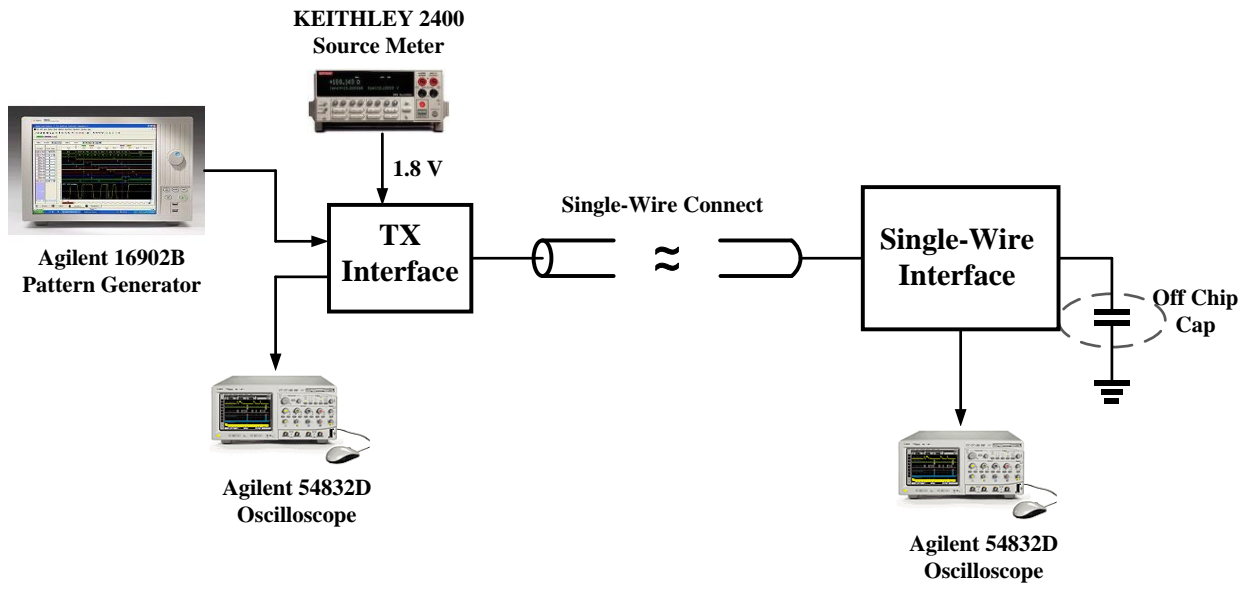 KEITHLEY 2400
Source Meter
1.8 V
Agilent 16902B
Pattern Generator
TX
Interface
Single-Wire Connect
≈
Single-Wire
Interface
Off Chip
Cap
Agilent 54832D
Oscilloscope
Agilent 54832D
Oscilloscope